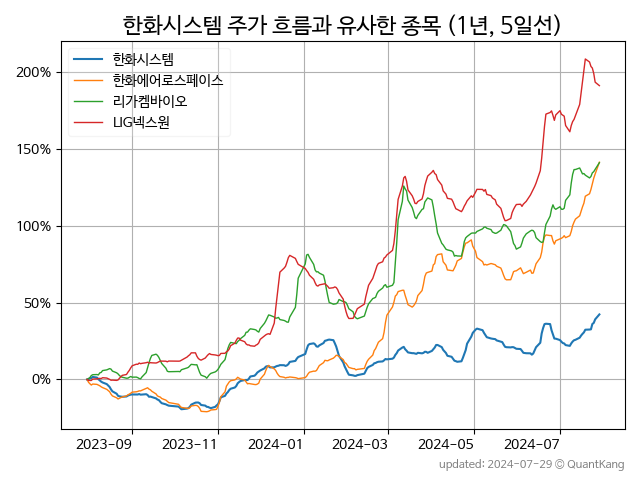 한화시스템 주가 흐름과 유사한 종목 (1년, 5일선)
한화시스템
한화에어로스페이스
리가켐바이오
LIG넥스원
200%
150%
100%
50%
0%
2023-09 2023-11 2024-01 2024-03 2024-05 2024-07
updated: 2024-07-29 © QuantKang